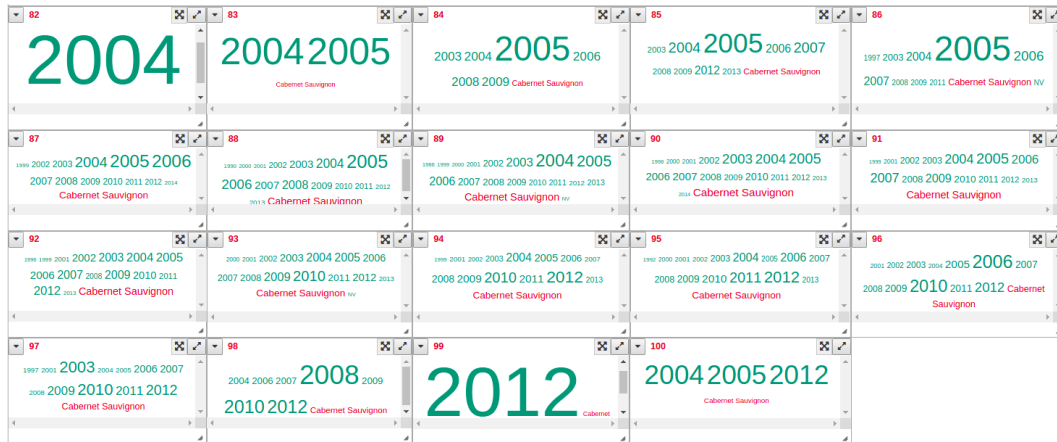 82
2004
83
2004 2005
Cabernet Sauvignon
84
2003 2004 2005 2006
2008 2009 Cabernet Sauvignon
85
2003 2004 2005 2006 2007
2008 2009 2012 2013 Cabernet Sauvignon
86
1997 2003 2004 2005 2006
2007 2008 2009 2011 Cabernet Sauvignon NV
87
1999 2002 2003 2004 2005 2006
2007 2008 2009 2010 2011 2012 2014
Cabernet Sauvignon
88
1990 2000 2001 2002 2003 2004 2005
2006 2007 2008 2009 2010 2011 2012
2013 Cabernet Sauvignon
89
1999 2000 2001 2002 2003 2004 2005
2006 2007 2008 2009 2010 2011 2012 2013
Cabernet Sauvignon NV
90
2000 2001 2002 2003 2004 2005
2006 2007 2008 2009 2010 2011 2012 2013
2014 Cabernet Sauvignon
91
1999 2001 2002 2003 2004 2005 2006
2007 2008 2009 2010 2011 2012 2013
Cabernet Sauvignon
92
1999 2001 2002 2003 2004 2005
2006 2007 2008 2009 2010 2011
2012 2013 Cabernet Sauvignon
93
2000 2001 2002 2003 2004 2005 2006
2007 2008 2009 2010 2011 2012 2013
Cabernet Sauvignon NV
94
1999 2001 2002 2003 2004 2005 2006 2007
2008 2009 2010 2011 2012 2013
Cabernet Sauvignon
95
1992 2000 2001 2002 2003 2004 2005 2006 2007
2008 2009 2010 2011 2012 2013
Cabernet Sauvignon
96
2001 2002 2003 2004 2005 2006 2007
2008 2009 2010 2011 2012 Cabernet
Sauvignon
97
1997 2001 2003 2004 2005 2006 2007
2008 2009 2010 2011 2012
Cabernet Sauvignon
98
2004 2006 2007 2008 2009
2010 2012 Cabernet Sauvignon
99
2012 Cabernet
100
2004 2005 2012
Cabernet Sauvignon